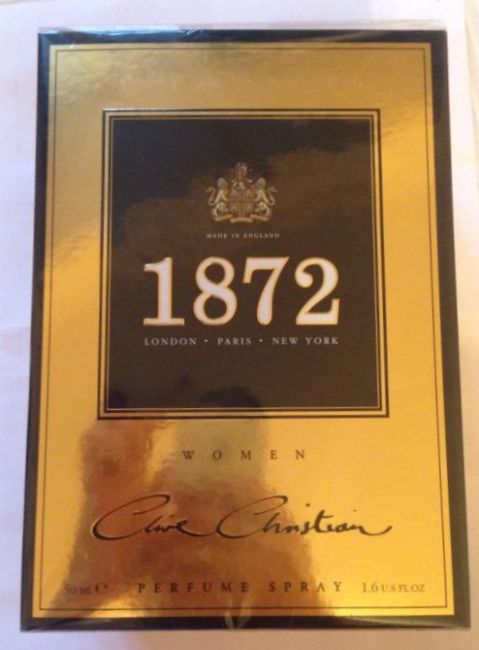 MADE IN ENGLAND
1872
LONDON • PARIS • NEW YORK
WOMEN
Clive Christian
50 ML ℮ PERFUME SPRAY 1.6 U.S. FL OZ